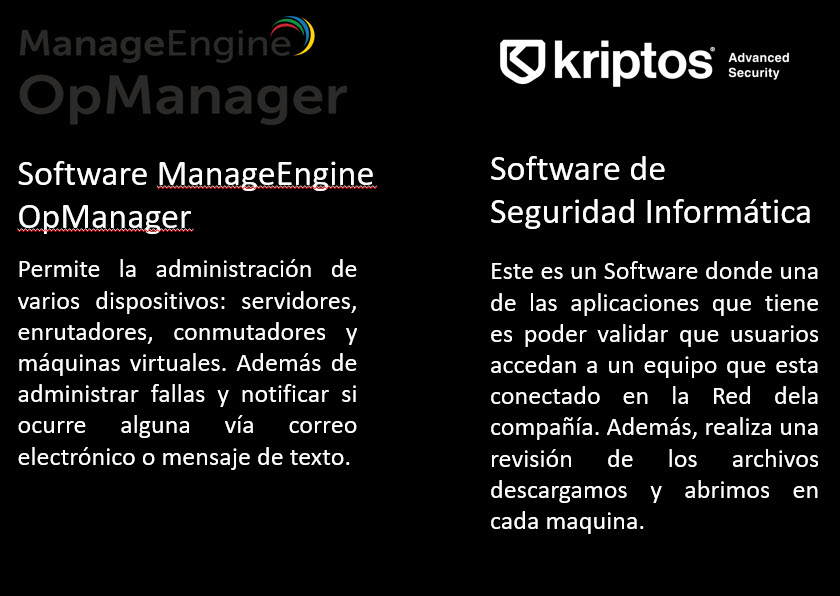 ManageEngine
OpManager
Software ManageEngine
OpManager
Permite la administración de
varios dispositivos: servidores,
enrutadores, conmutadores y
máquinas virtuales. Además de
administrar fallas y notificar si
ocurre alguna vía correo
electrónico o mensaje de texto.
kriptos® Advanced
Security
Software de
Seguridad Informática
Este es un Software donde una
de las aplicaciones que tiene
es poder validar que usuarios
accedan a un equipo que esta
conectado en la Red dela
compañía. Además, realiza una
revisión de los archivos
descargamos y abrimos en
cada maquina.